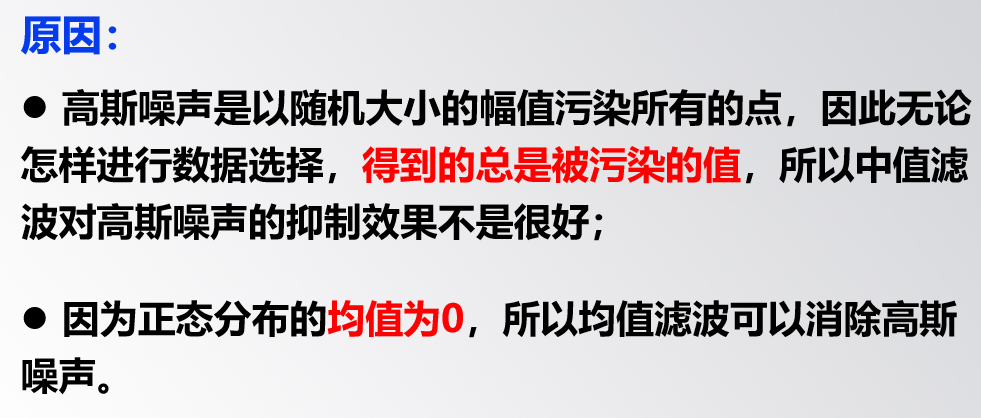 原因：
● 高斯噪声是以随机大小的幅值污染所有的点，因此无论
怎样进行数据选择，得到的总是被污染的值，所以中值滤
波对高斯噪声的抑制效果不是很好；
● 因为正态分布的均值为0，所以均值滤波可以消除高斯
噪声。